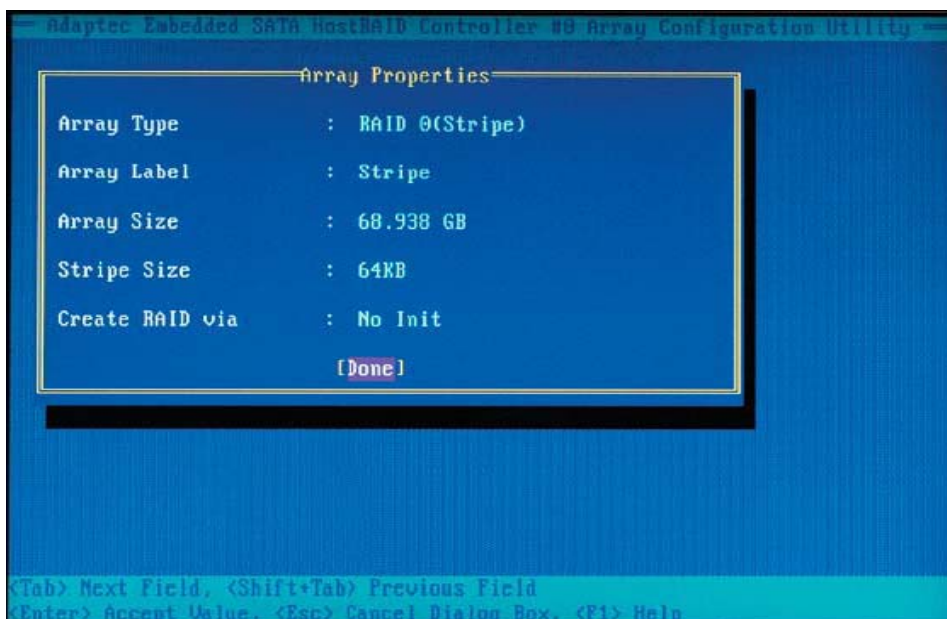 Adaptec Embedded SATA HostRAID Controller #0 Array Configuration Utility
Array Properties
Array Type : RAID 0(Stripe)
Array Label : Stripe
Array Size : 68.938 GB
Stripe Size : 64KB
Create RAID via : No Init
[Done]
<Tab> Next Field, <Shift+Tab> Previous Field
<Enter> Accept Value, <Esc> Cancel Dialog Box, <F1> Help